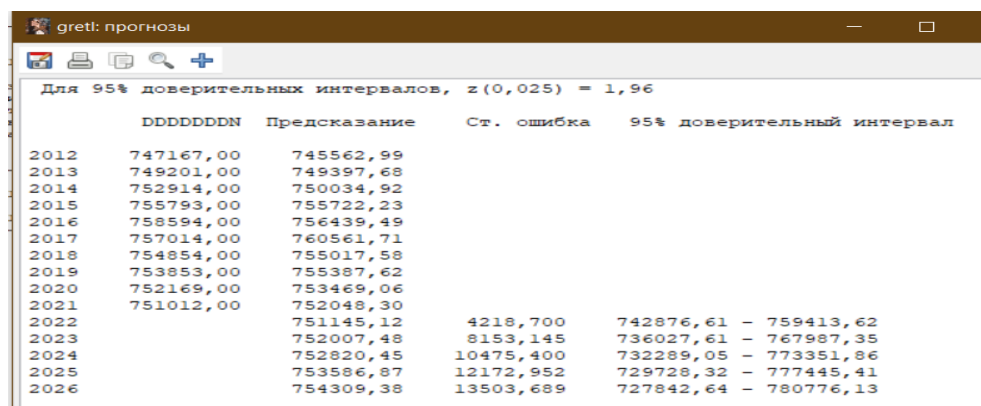 gretl: прогнозы
Для 95% доверительных интервалов, z(0,025) = 1,96
DDDDDDDN Предсказание Ст. ошибка 95% доверительный интервал
2012 747167,00 745562,99
2013 749201,00 749397,68
2014 752914,00 750034,92
2015 755793,00 755722,23
2016 758594,00 756439,49
2017 757014,00 760561,71
2018 754854,00 755017,58
2019 753853,00 755387,62
2020 752169,00 753469,06
2021 751012,00 752048,30
2022 751145,12 4218,700 742876,61 - 759413,62
2023 752007,48 8153,145 736027,61 - 767987,35
2024 752820,45 10475,400 732289,05 - 773351,86
2025 753586,87 12172,952 729728,32 - 777445,41
2026 754309,38 13503,689 727842,64 - 780776,13